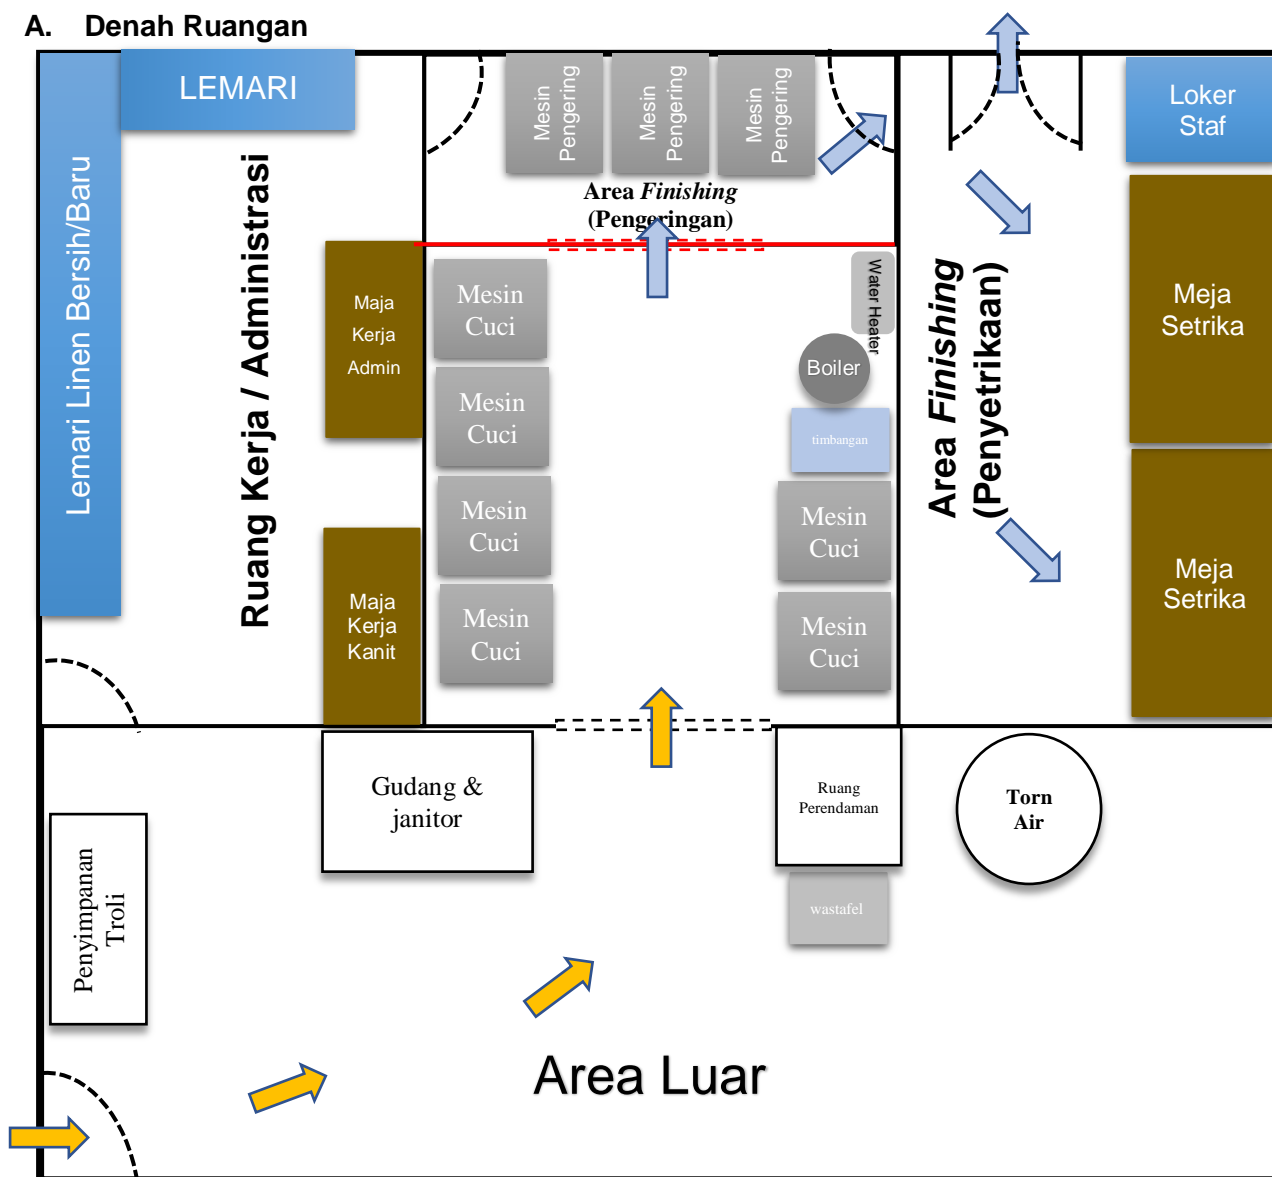 A. Denah Ruangan
LEMARI
Lemari Linen Bersih/Baru
Ruang Kerja / Administrasi
Maja
Kerja
Admin
Maja
Kerja
Kanit
Mesin
Pengering
Mesin
Pengering
Mesin
Pengering
Area Finishing
(Pengeringan)
Mesin
Cuci
Mesin
Cuci
Mesin
Cuci
Mesin
Cuci
Water Heater
Boiler
timbangan
Mesin
Cuci
Mesin
Cuci
Area Finishing
(Penyetrikaan)
Loker
Staf
Meja
Setrika
Meja
Setrika
Gudang &
janitor
Ruang
Perendaman
wastafel
Torn
Air
Penyimpanan
Troli
Area Luar